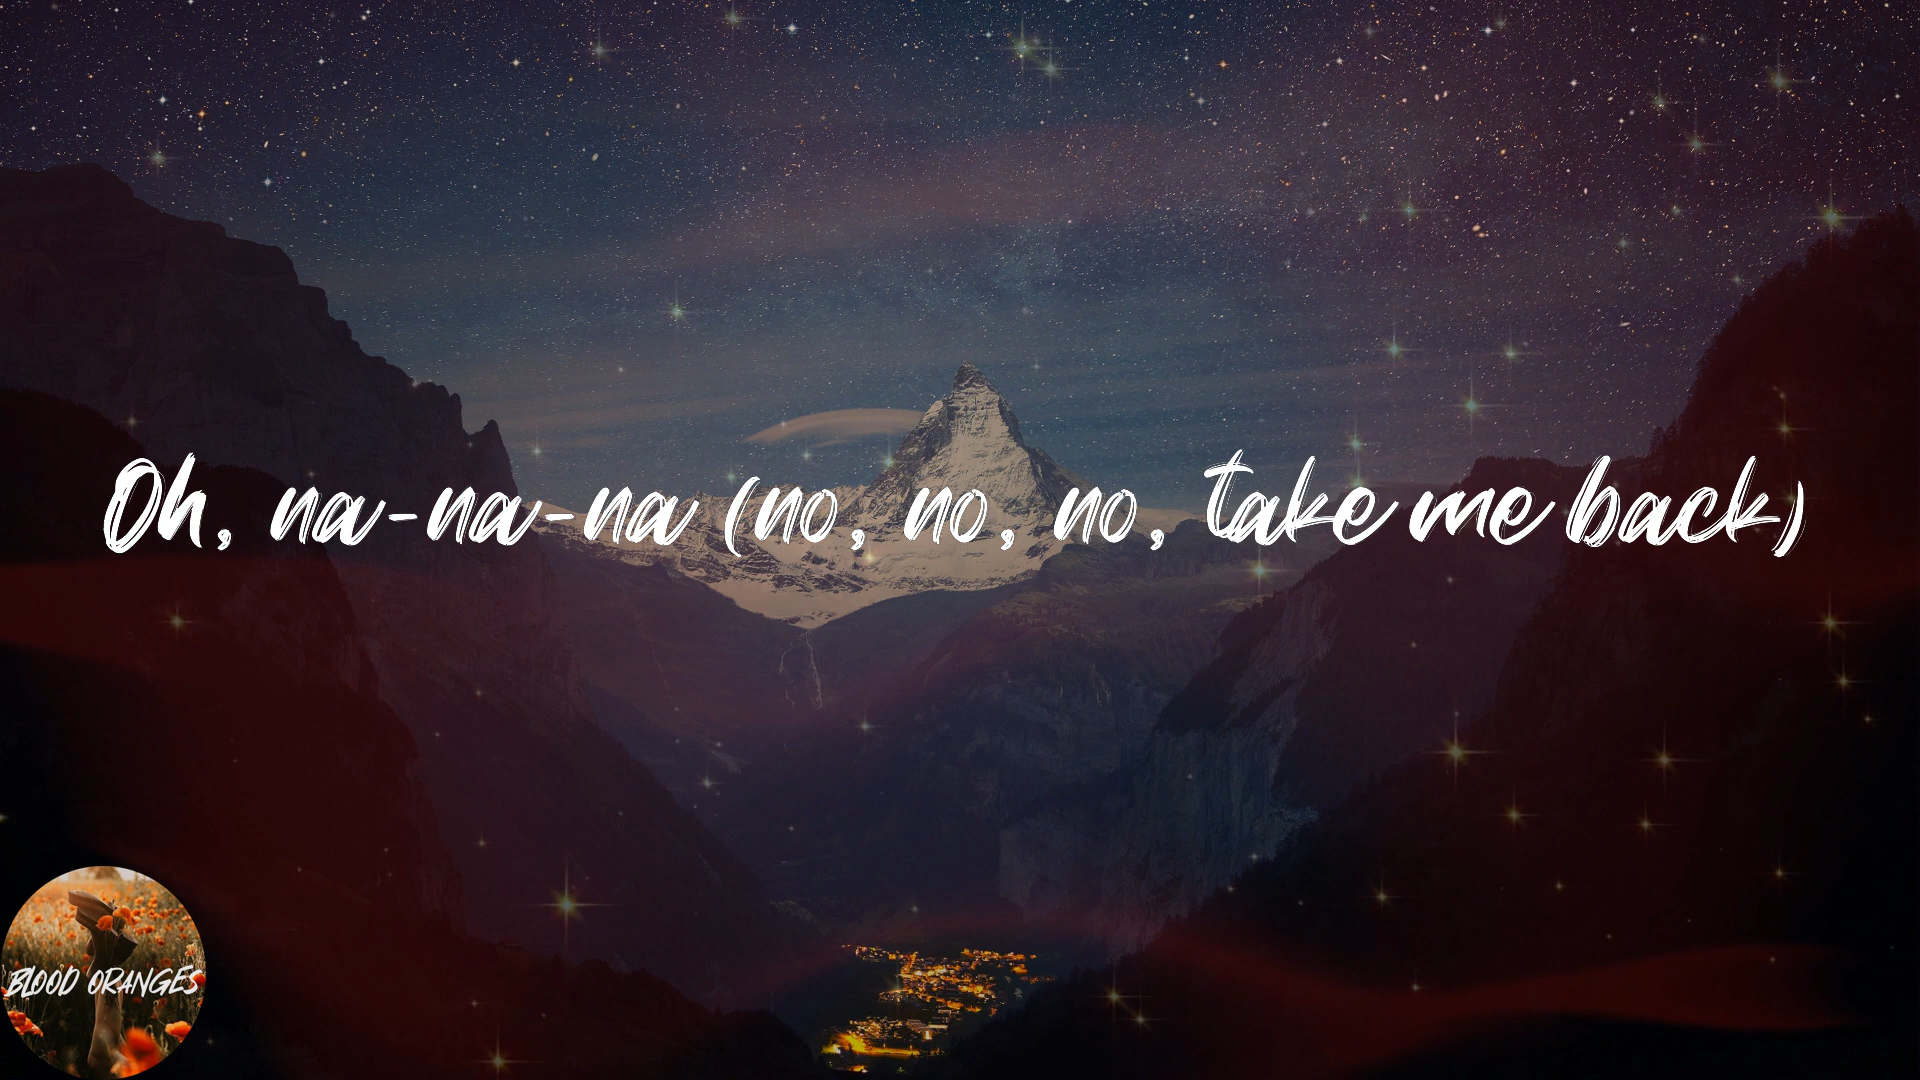 Oh, na-na-na (no, no, no, take me back)
BLOOD ORANGES